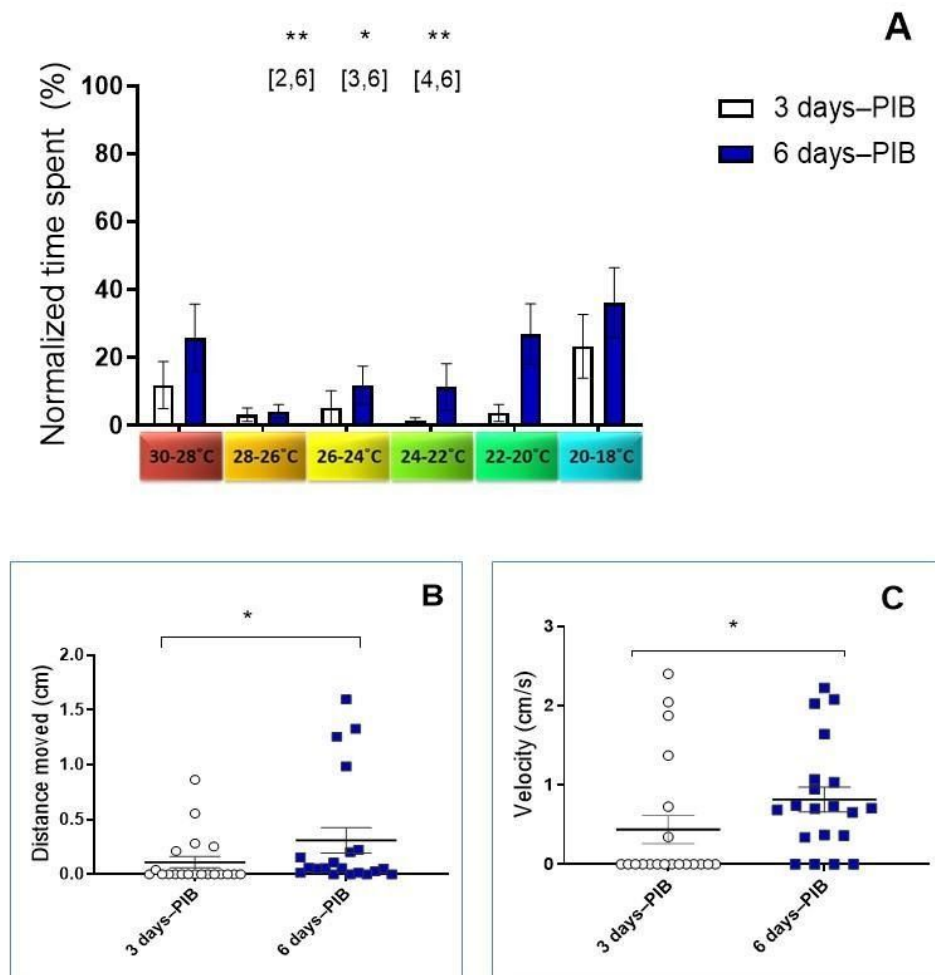 A
** * **
[2,6] [3,6] [4,6]
Normalized time spent (%)
100
80
60
40
20
0
3 days–PIB
6 days–PIB
30-28˚C 28-26˚C 26-24˚C 24-22˚C 22-20˚C 20-18˚C
B
*
Distance moved (cm)
2.0
1.5
1.0
0.5
0.0
3 days–PIB
6 days–PIB
C
*
Velocity (cm/s)
3
2
1
0
3 days–PIB
6 days–PIB